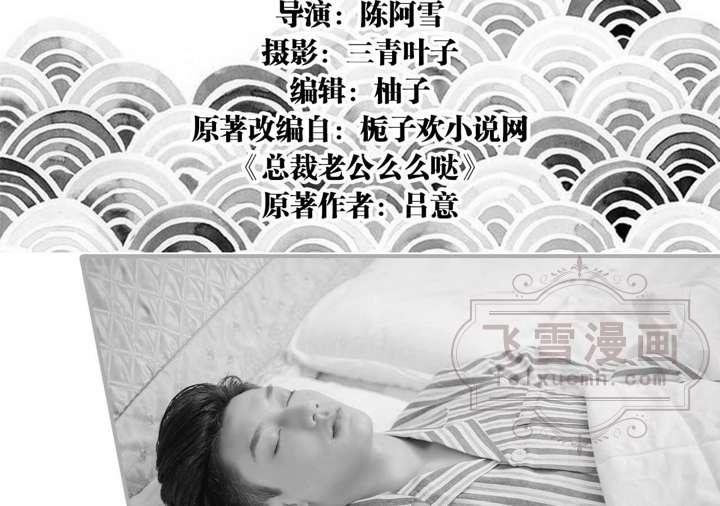 导演：陈阿雪
摄影：三青叶子
编辑：柚子
原著改编自：栀子欢小说网
《总裁老公么么哒》
原著作者：吕意
飞雪漫画
feixuemh.com